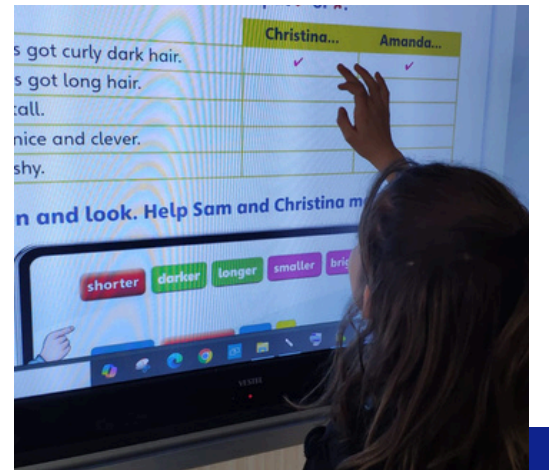 Christina... Amanda...
s got curly dark hair. ✓ ✓
s got long hair.
tall.
nice and clever.
shy.
n and look. Help Sam and Christina m
shorter darker longer smaller brig
VESTEL